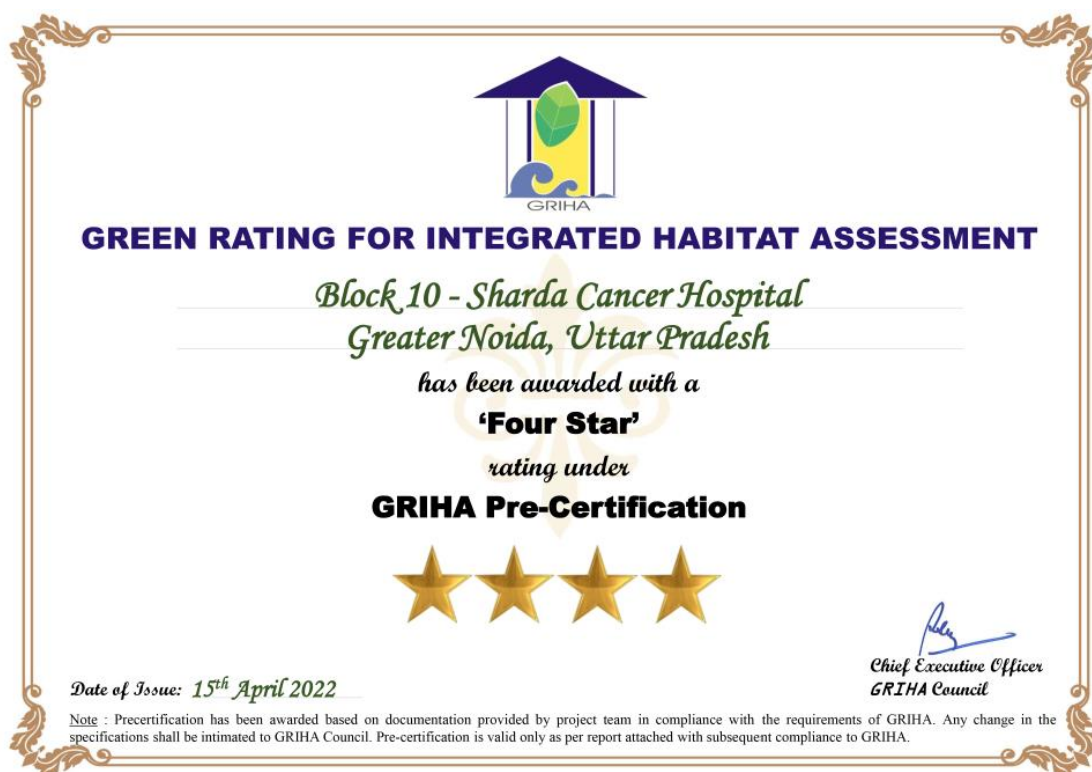 GRIHA
GREEN RATING FOR INTEGRATED HABITAT ASSESSMENT
Block 10 - Sharda Cancer Hospital
Greater Noida, Uttar Pradesh
has been awarded with a
‘Four Star’
rating under
GRIHA Pre-Certification
Chief Executive Officer
GRIHA Council
Date of Issue: 15th April 2022
Note : Precertification has been awarded based on documentation provided by project team in compliance with the requirements of GRIHA. Any change in the
specifications shall be intimated to GRIHA Council. Pre-certification is valid only as per report attached with subsequent compliance to GRIHA.